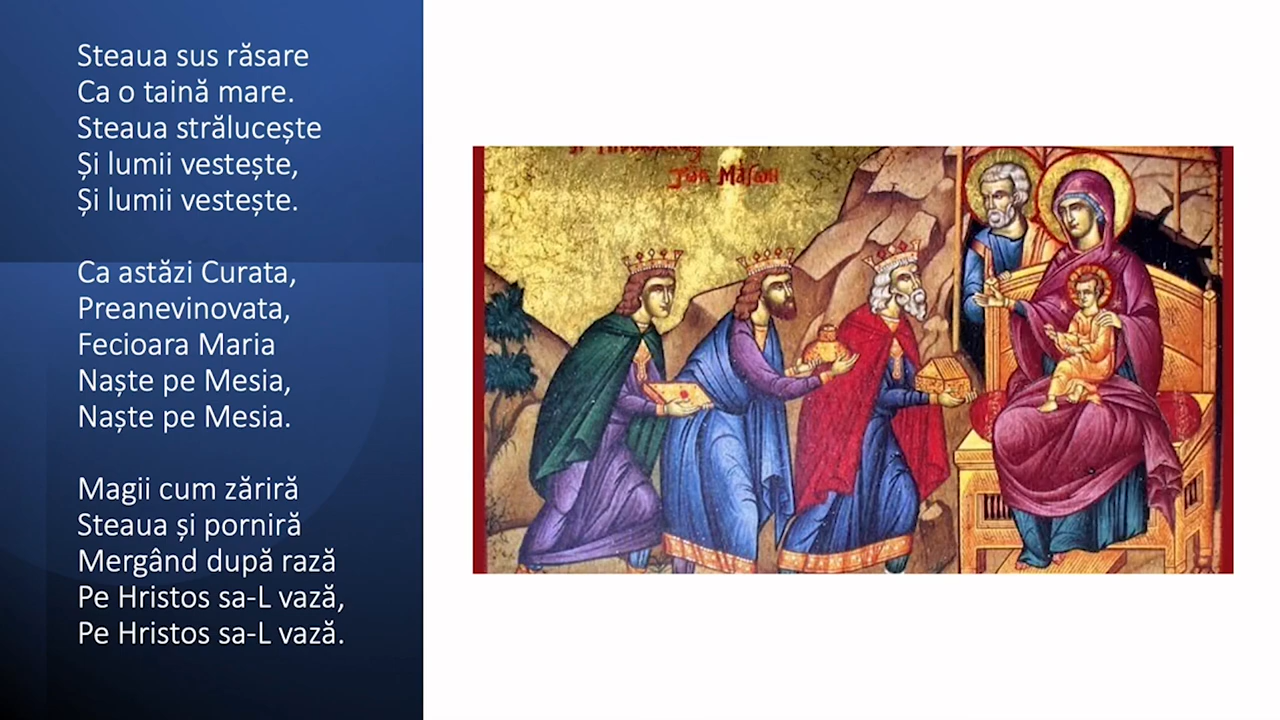 Steaua sus răsare
Ca o taină mare.
Steaua strălucește
Și lumii vestește,
Și lumii vestește.
Ca astăzi Curata,
Preanevinovata,
Fecioara Maria
Naște pe Mesia,
Naște pe Mesia.
Magii cum zăriră
Steaua și porniră
Mergând după rază
Pe Hristos sa-L vază,
Pe Hristos sa-L vază.